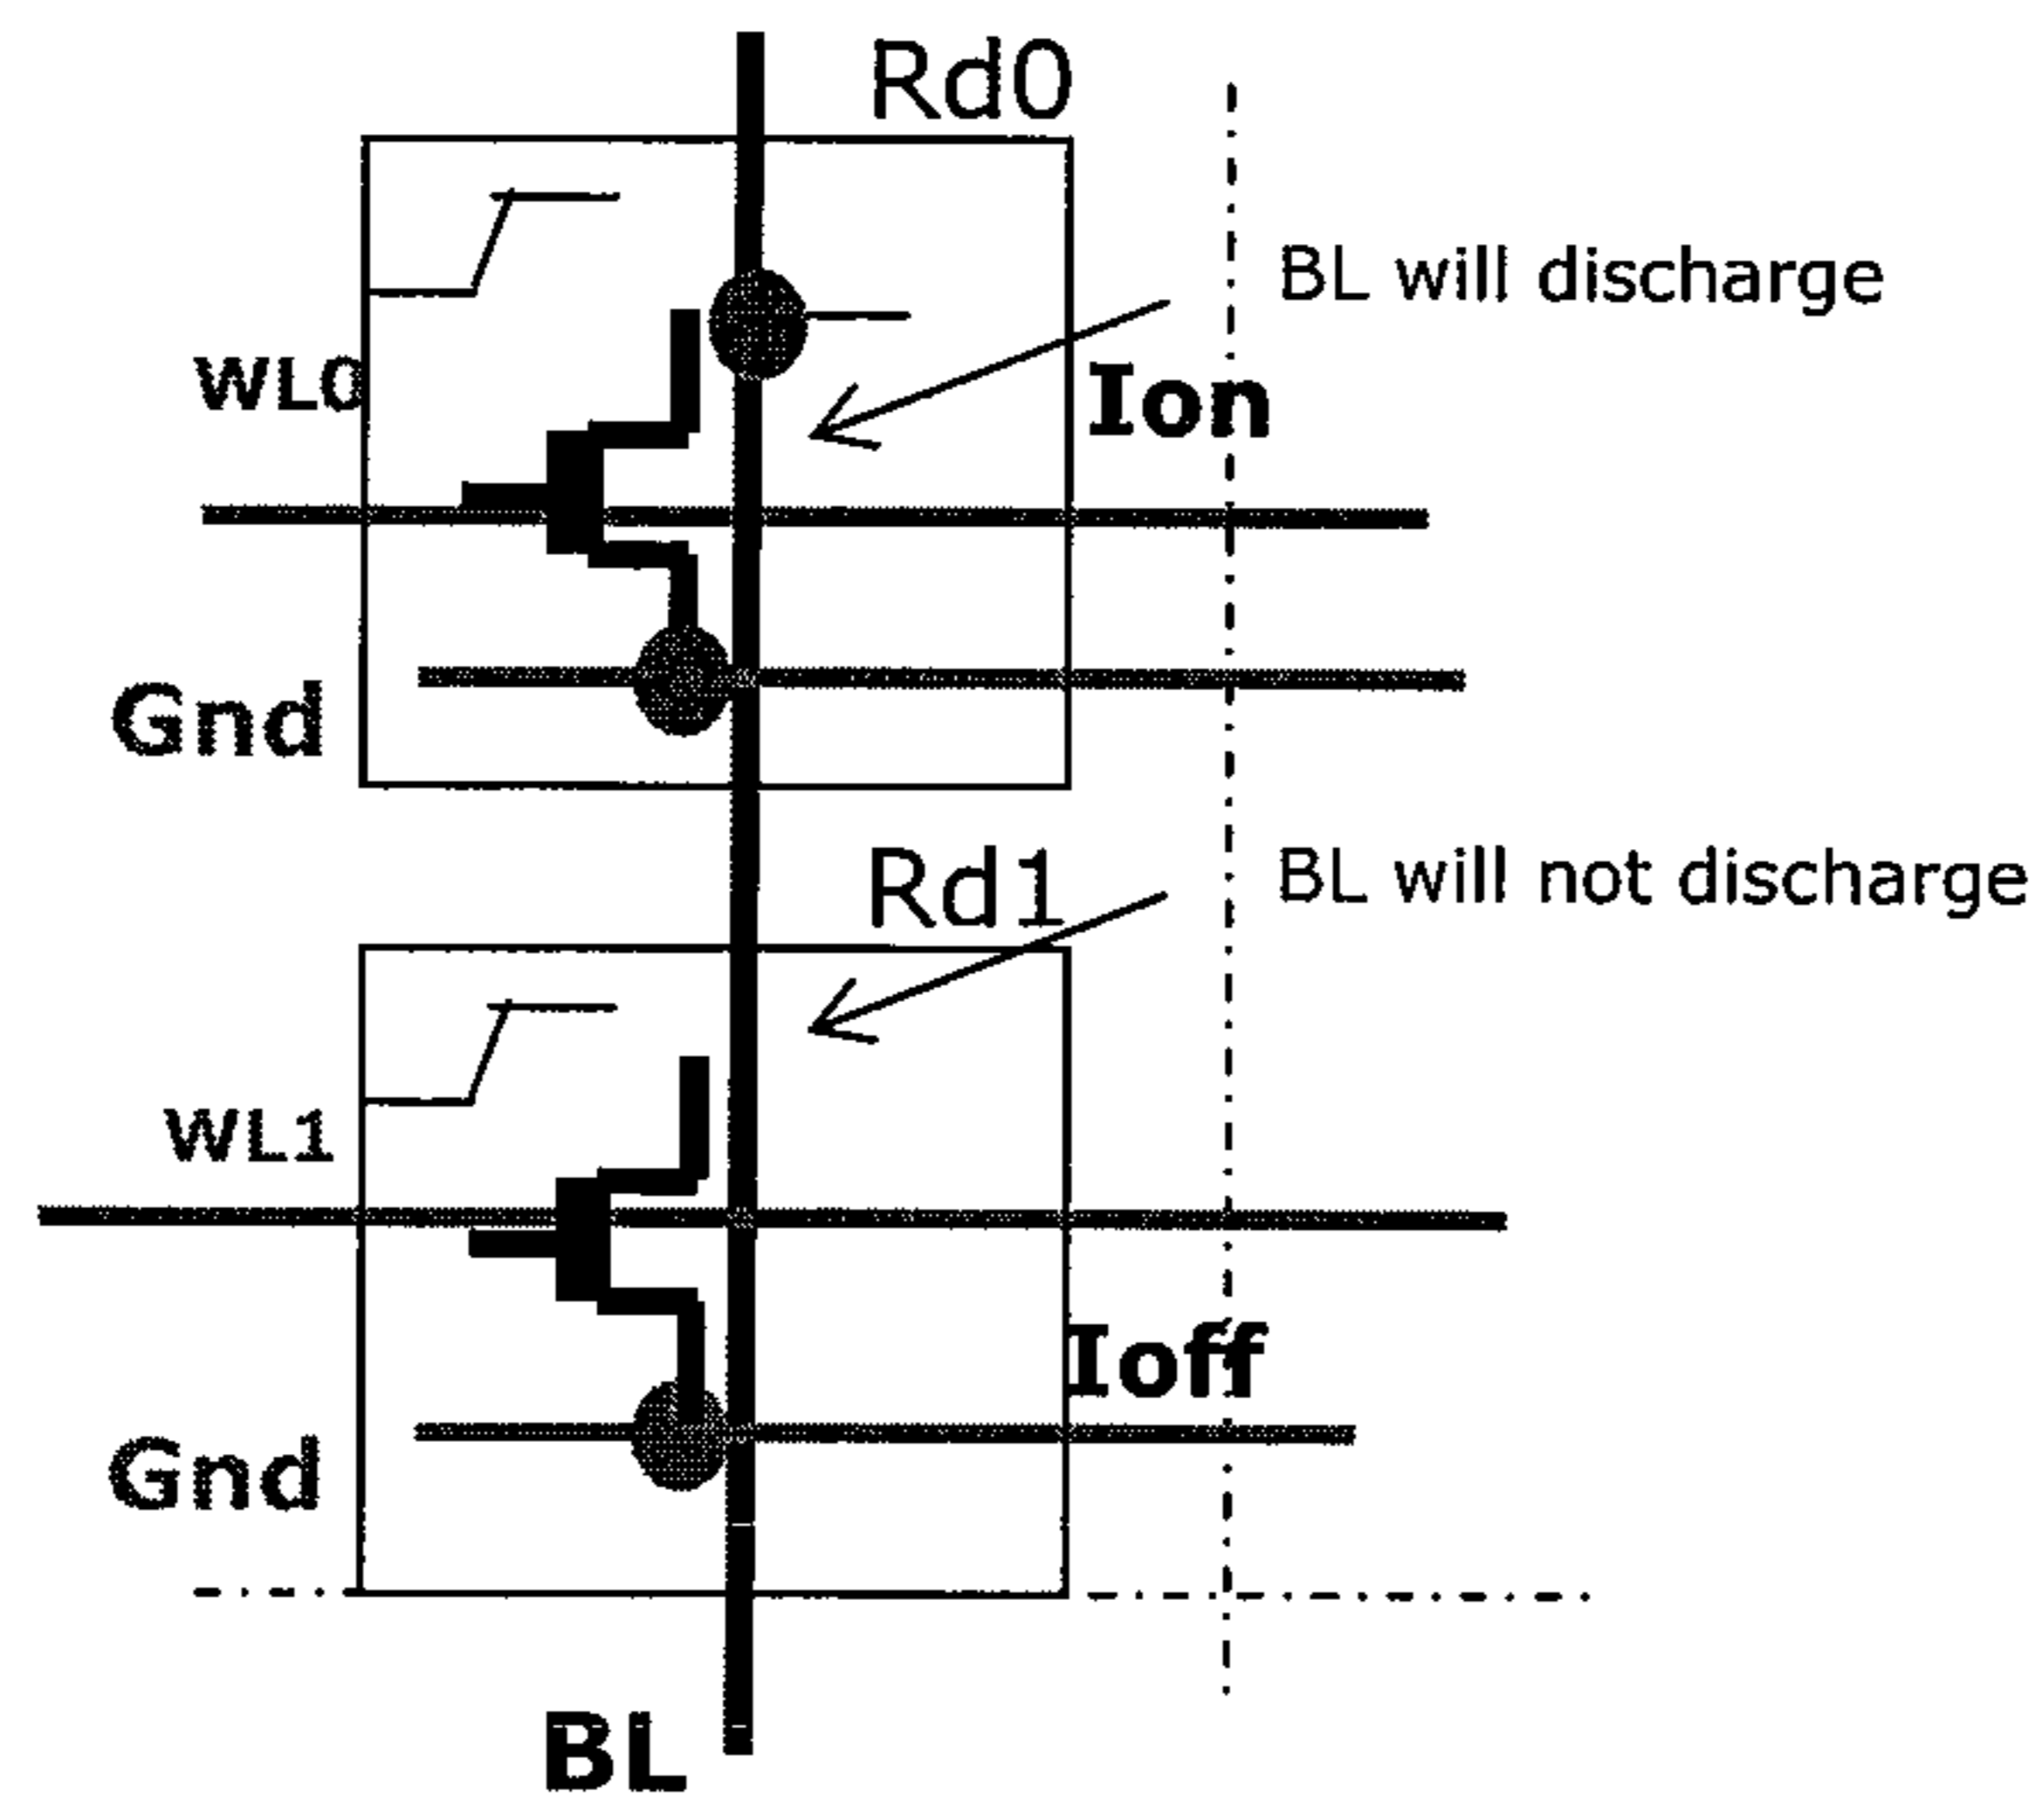 Rd0
BL will discharge
WL0
Ion
Gnd
Rd1
BL will not discharge
WL1
Ioff
Gnd
BL